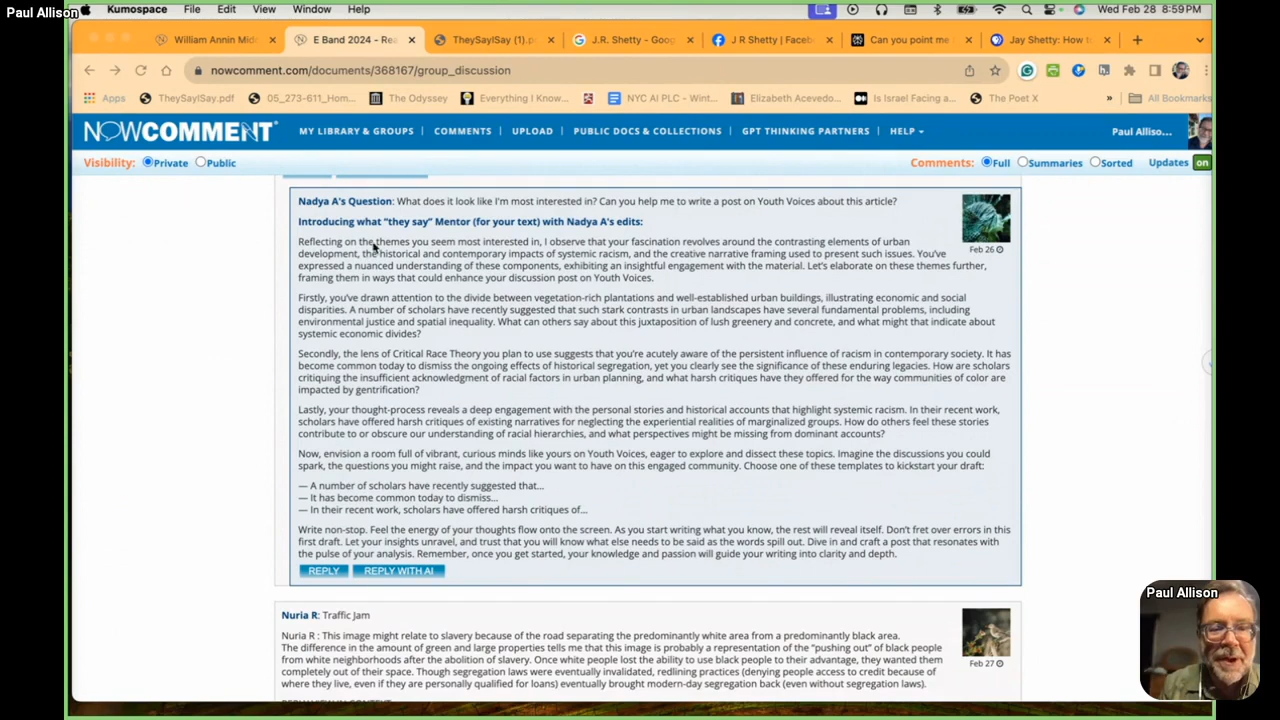 Paul Allison
Kumospace File Edit View Window Help
Wed Feb 28 8:59 PM
William Annin Mid
E Band 2024 - Re
TheySayISay (1).p
J.R. Shetty - Goog
J R Shetty | Faceb
Can you point me
Jay Shetty: How t
nowcomment.com/documents/368167/group_discussion
Apps
TheySayISay.pdf
05_273-611_Hom...
The Odyssey
Everything I Know...
NYC AI PLC - Wint...
Elizabeth Acevedo...
Is Israel Facing a...
The Poet X
»
All Bookmarks
NOWCOMMENT®
MY LIBRARY & GROUPS | COMMENTS | UPLOAD | PUBLIC DOCS & COLLECTIONS | GPT THINKING PARTNERS | HELP
Paul Alliso...
Visibility: Private Public
Comments: Full Summaries Sorted Updates on
Nadya A's Question: What does it look like I'm most interested in? Can you help me to write a post on Youth Voices about this article?
Introducing what “they say” Mentor (for your text) with Nadya A's edits:
Feb 26
Reflecting on the themes you seem most interested in, I observe that your fascination revolves around the contrasting elements of urban
development, the historical and contemporary impacts of systemic racism, and the creative narrative framing used to present such issues. You’ve
expressed a nuanced understanding of these components, exhibiting an insightful engagement with the material. Let’s elaborate on these themes further,
framing them in ways that could enhance your discussion post on Youth Voices.
Firstly, you’ve drawn attention to the divide between vegetation-rich plantations and well-established urban buildings, illustrating economic and social
disparities. A number of scholars have recently suggested that such stark contrasts in urban landscapes have several fundamental problems, including
environmental justice and spatial inequality. What can others say about this juxtaposition of lush greenery and concrete, and what might that indicate about
systemic economic divides?
Secondly, the lens of Critical Race Theory you plan to use suggests that you’re acutely aware of the persistent influence of racism in contemporary society. It has
become common today to dismiss the ongoing effects of historical segregation, yet you clearly see the significance of these enduring legacies. How are scholars
critiquing the insufficient acknowledgment of racial factors in urban planning, and what harsh critiques have they offered for the way communities of color are
impacted by gentrification?
Lastly, your thought-process reveals a deep engagement with the personal stories and historical accounts that highlight systemic racism. In their recent work,
scholars have offered harsh critiques of existing narratives for neglecting the experiential realities of marginalized groups. How do others feel these stories
contribute to or obscure our understanding of racial hierarchies, and what perspectives might be missing from dominant accounts?
Now, envision a room full of vibrant, curious minds like yours on Youth Voices, eager to explore and dissect these topics. Imagine the discussions you could
spark, the questions you might raise, and the impact you want to have on this engaged community. Choose one of these templates to kickstart your draft:
— A number of scholars have recently suggested that...
— It has become common today to dismiss...
— In their recent work, scholars have offered harsh critiques of...
Write non-stop. Feel the energy of your thoughts flow onto the screen. As you start writing what you know, the rest will reveal itself. Don’t fret over errors in this
first draft. Let your insights unravel, and trust that you will know what else needs to be said as the words spill out. Dive in and craft a post that resonates with
the pulse of your analysis. Remember, once you get started, your knowledge and passion will guide your writing into clarity and depth.
REPLY REPLY WITH AI
Paul Allison
Nuria R: Traffic Jam
Nuria R : This image might relate to slavery because of the road separating the predominantly white area from a predominantly black area.
The difference in the amount of green and large properties tells me that this image is probably a representation of the “pushing out” of black people
from white neighborhoods after the abolition of slavery. Once white people lost the ability to use black people to their advantage, they wanted them
completely out of their space. Though segregation laws were eventually invalidated, redlining practices (denying people access to credit because of
where they live, even if they are personally qualified for loans) eventually brought modern-day segregation back (even without segregation laws).
Feb 27